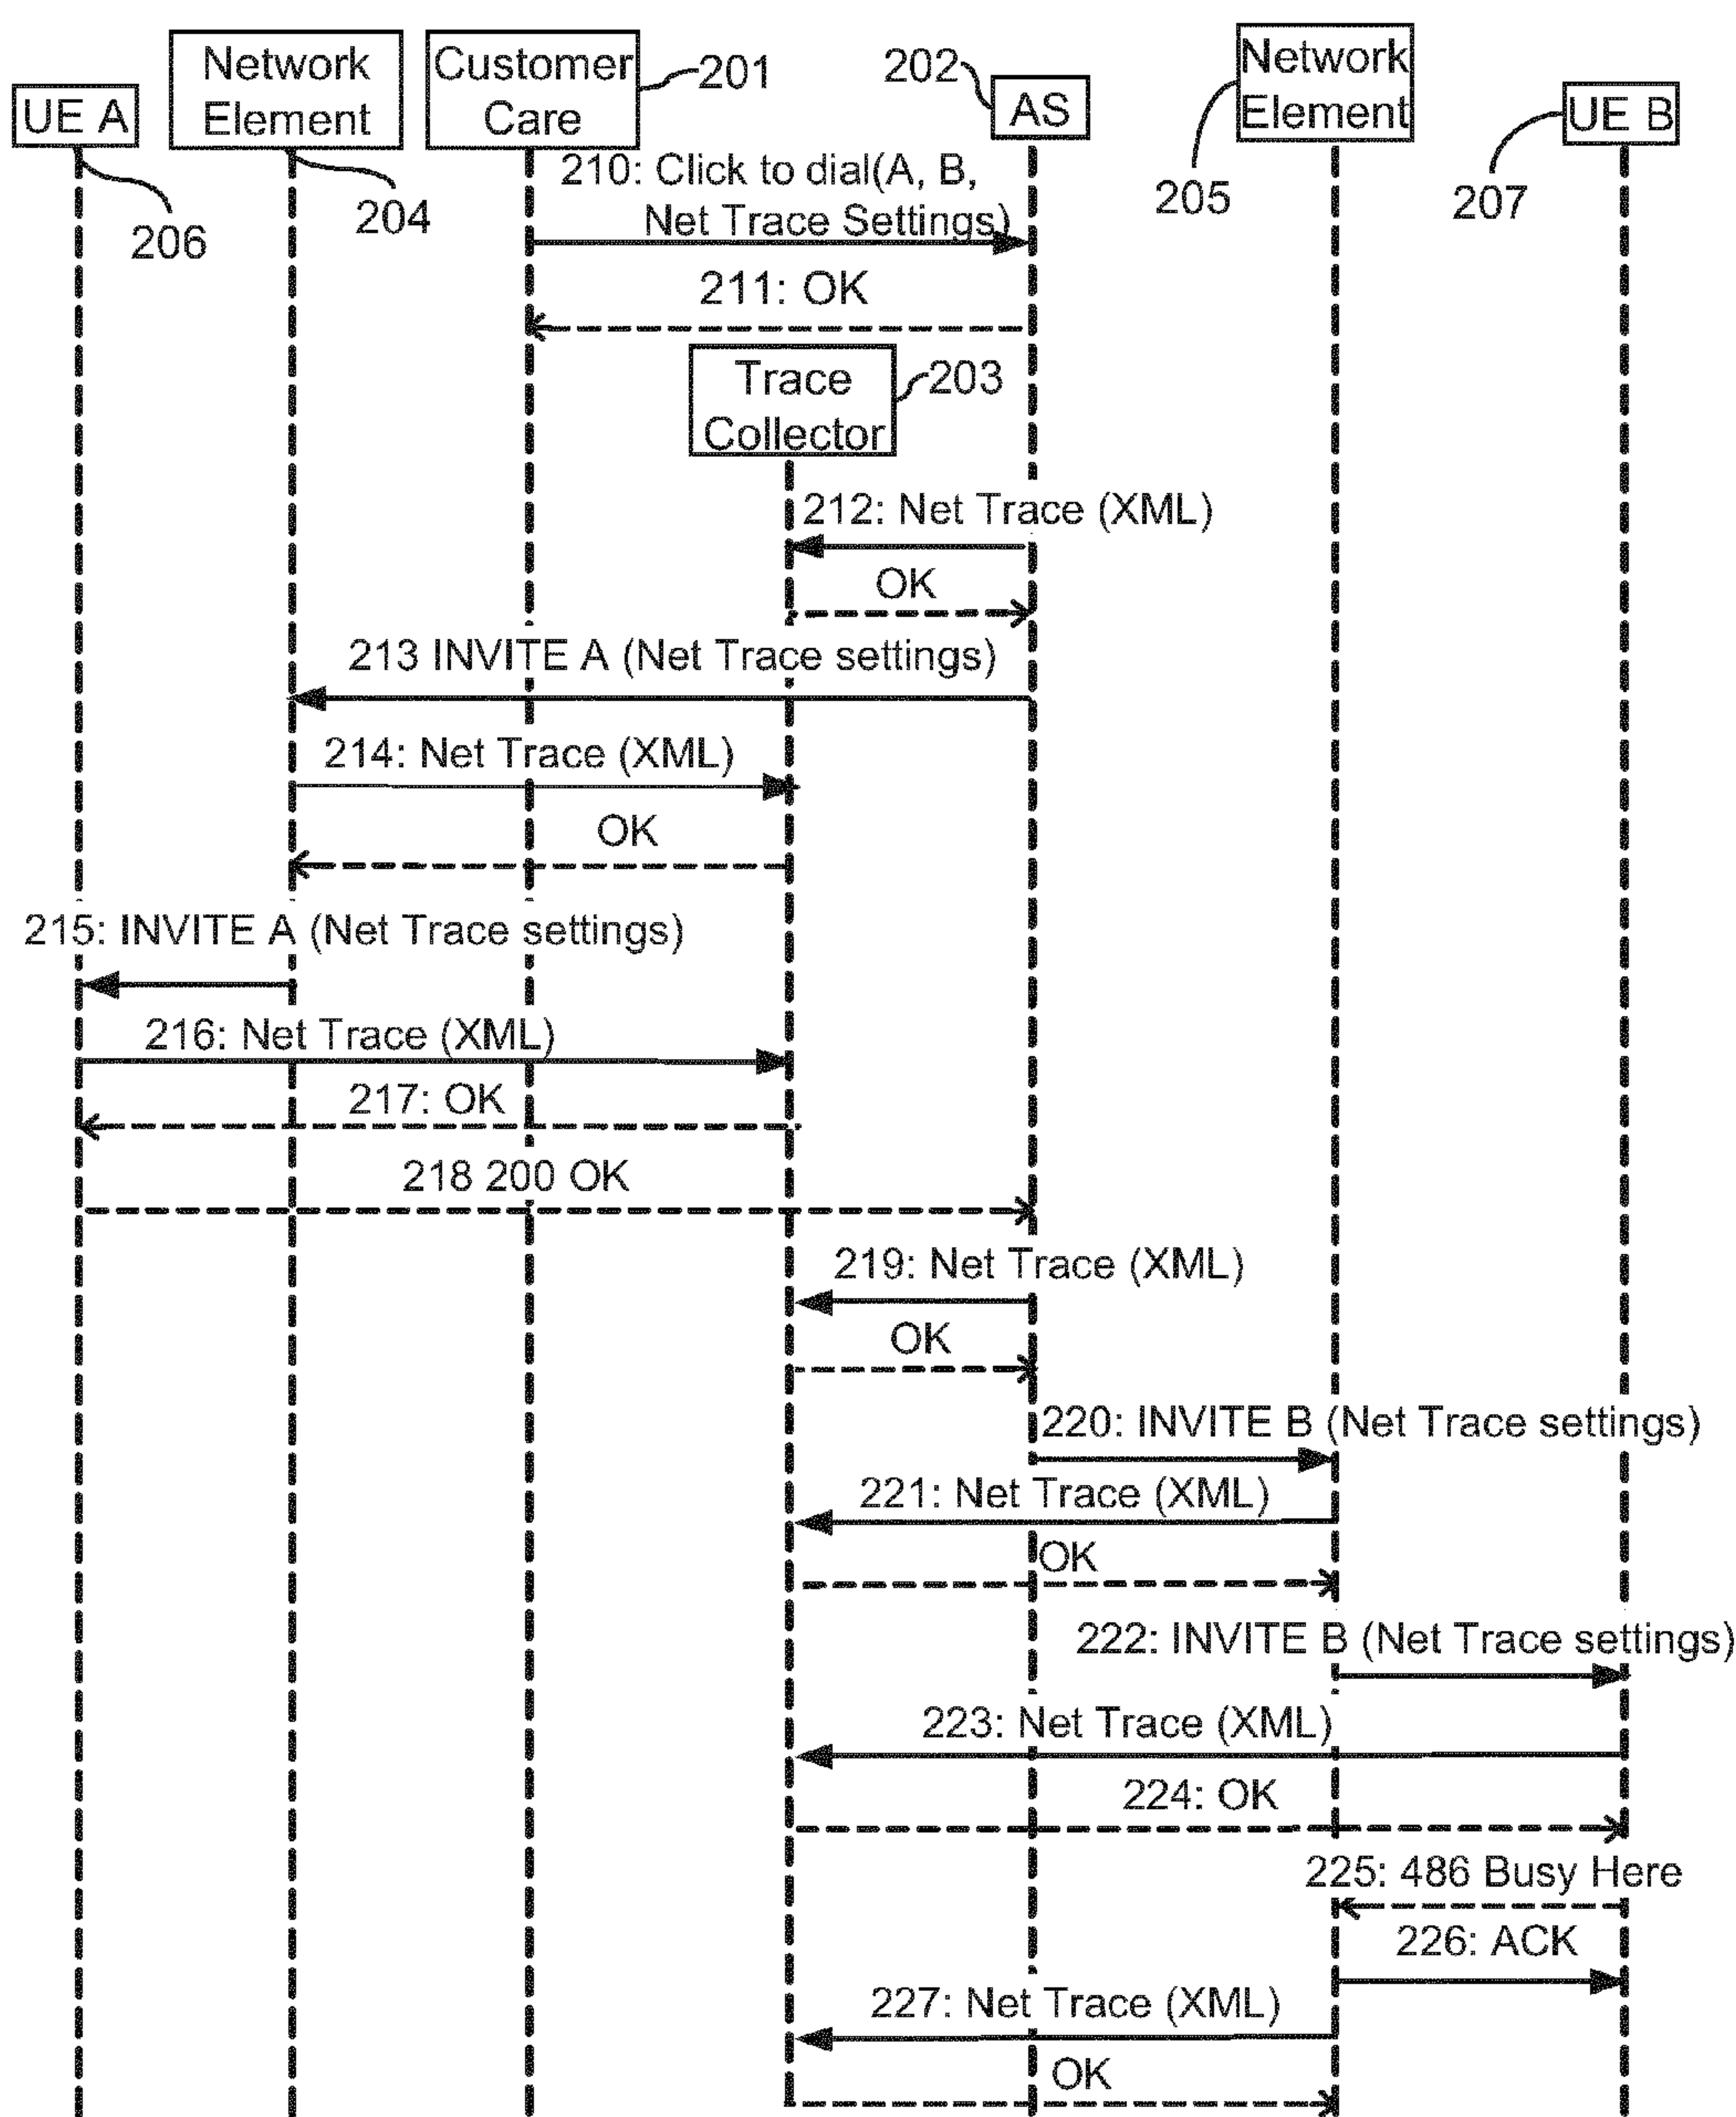 UE A
Network
Element
Customer
Care
201
202
AS
Network
Element
UE B
206
204
205
207
210: Click to dial(A, B,
Net Trace Settings)
211: OK
Trace
Collector
203
212: Net Trace (XML)
OK
213 INVITE A (Net Trace settings)
214: Net Trace (XML)
OK
215: INVITE A (Net Trace settings)
216: Net Trace (XML)
217: OK
218 200 OK
219: Net Trace (XML)
OK
220: INVITE B (Net Trace settings)
221: Net Trace (XML)
OK
222: INVITE B (Net Trace settings)
223: Net Trace (XML)
224: OK
225: 486 Busy Here
226: ACK
227: Net Trace (XML)
OK